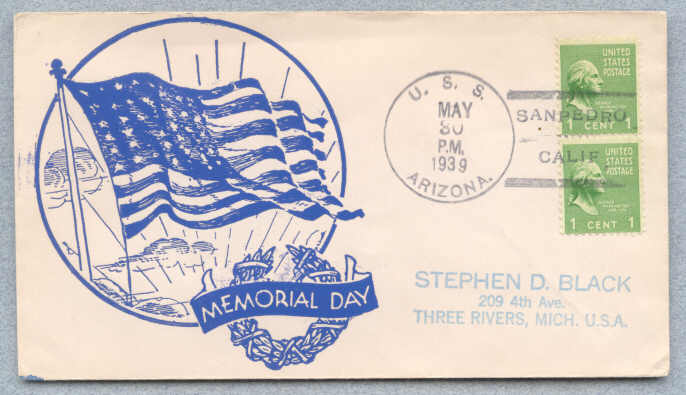 MEMORIAL DAY
U. S. S.
MAY
30
P.M.
1939
ARIZONA.
SAN PEDRO
CALIF
UNITED
STATES
POSTAGE
1 CENT 1
UNITED
STATES
POSTAGE
1 CENT 1
STEPHEN D. BLACK
209 4th Ave.
THREE RIVERS, MICH. U.S.A.